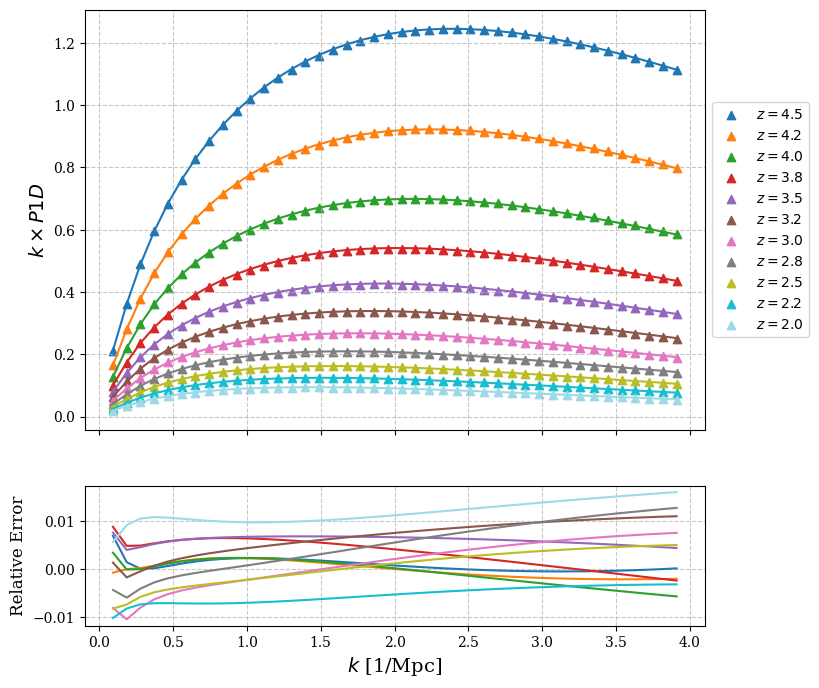 1.2
1.0
0.8
0.6
0.4
0.2
0.0
k × P1D
z = 4.5
z = 4.2
z = 4.0
z = 3.8
z = 3.5
z = 3.2
z = 3.0
z = 2.8
z = 2.5
z = 2.2
z = 2.0
0.01
0.00
−0.01
Relative Error
0.0 0.5 1.0 1.5 2.0 2.5 3.0 3.5 4.0
k [1/Mpc]